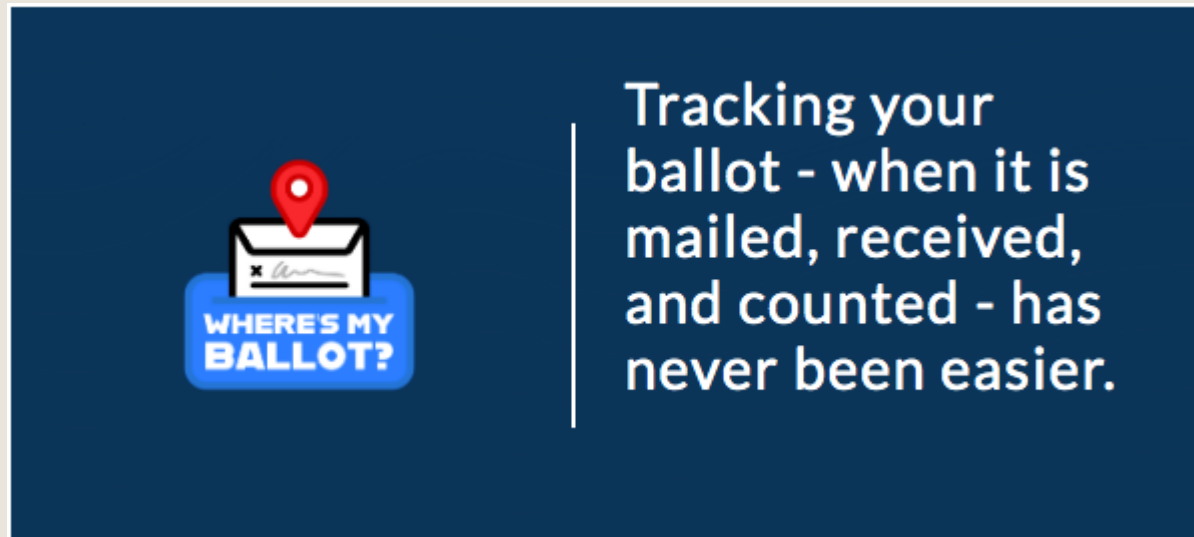 WHERE'S MY
BALLOT?
Tracking your
ballot - when it is
mailed, received,
and counted - has
never been easier.